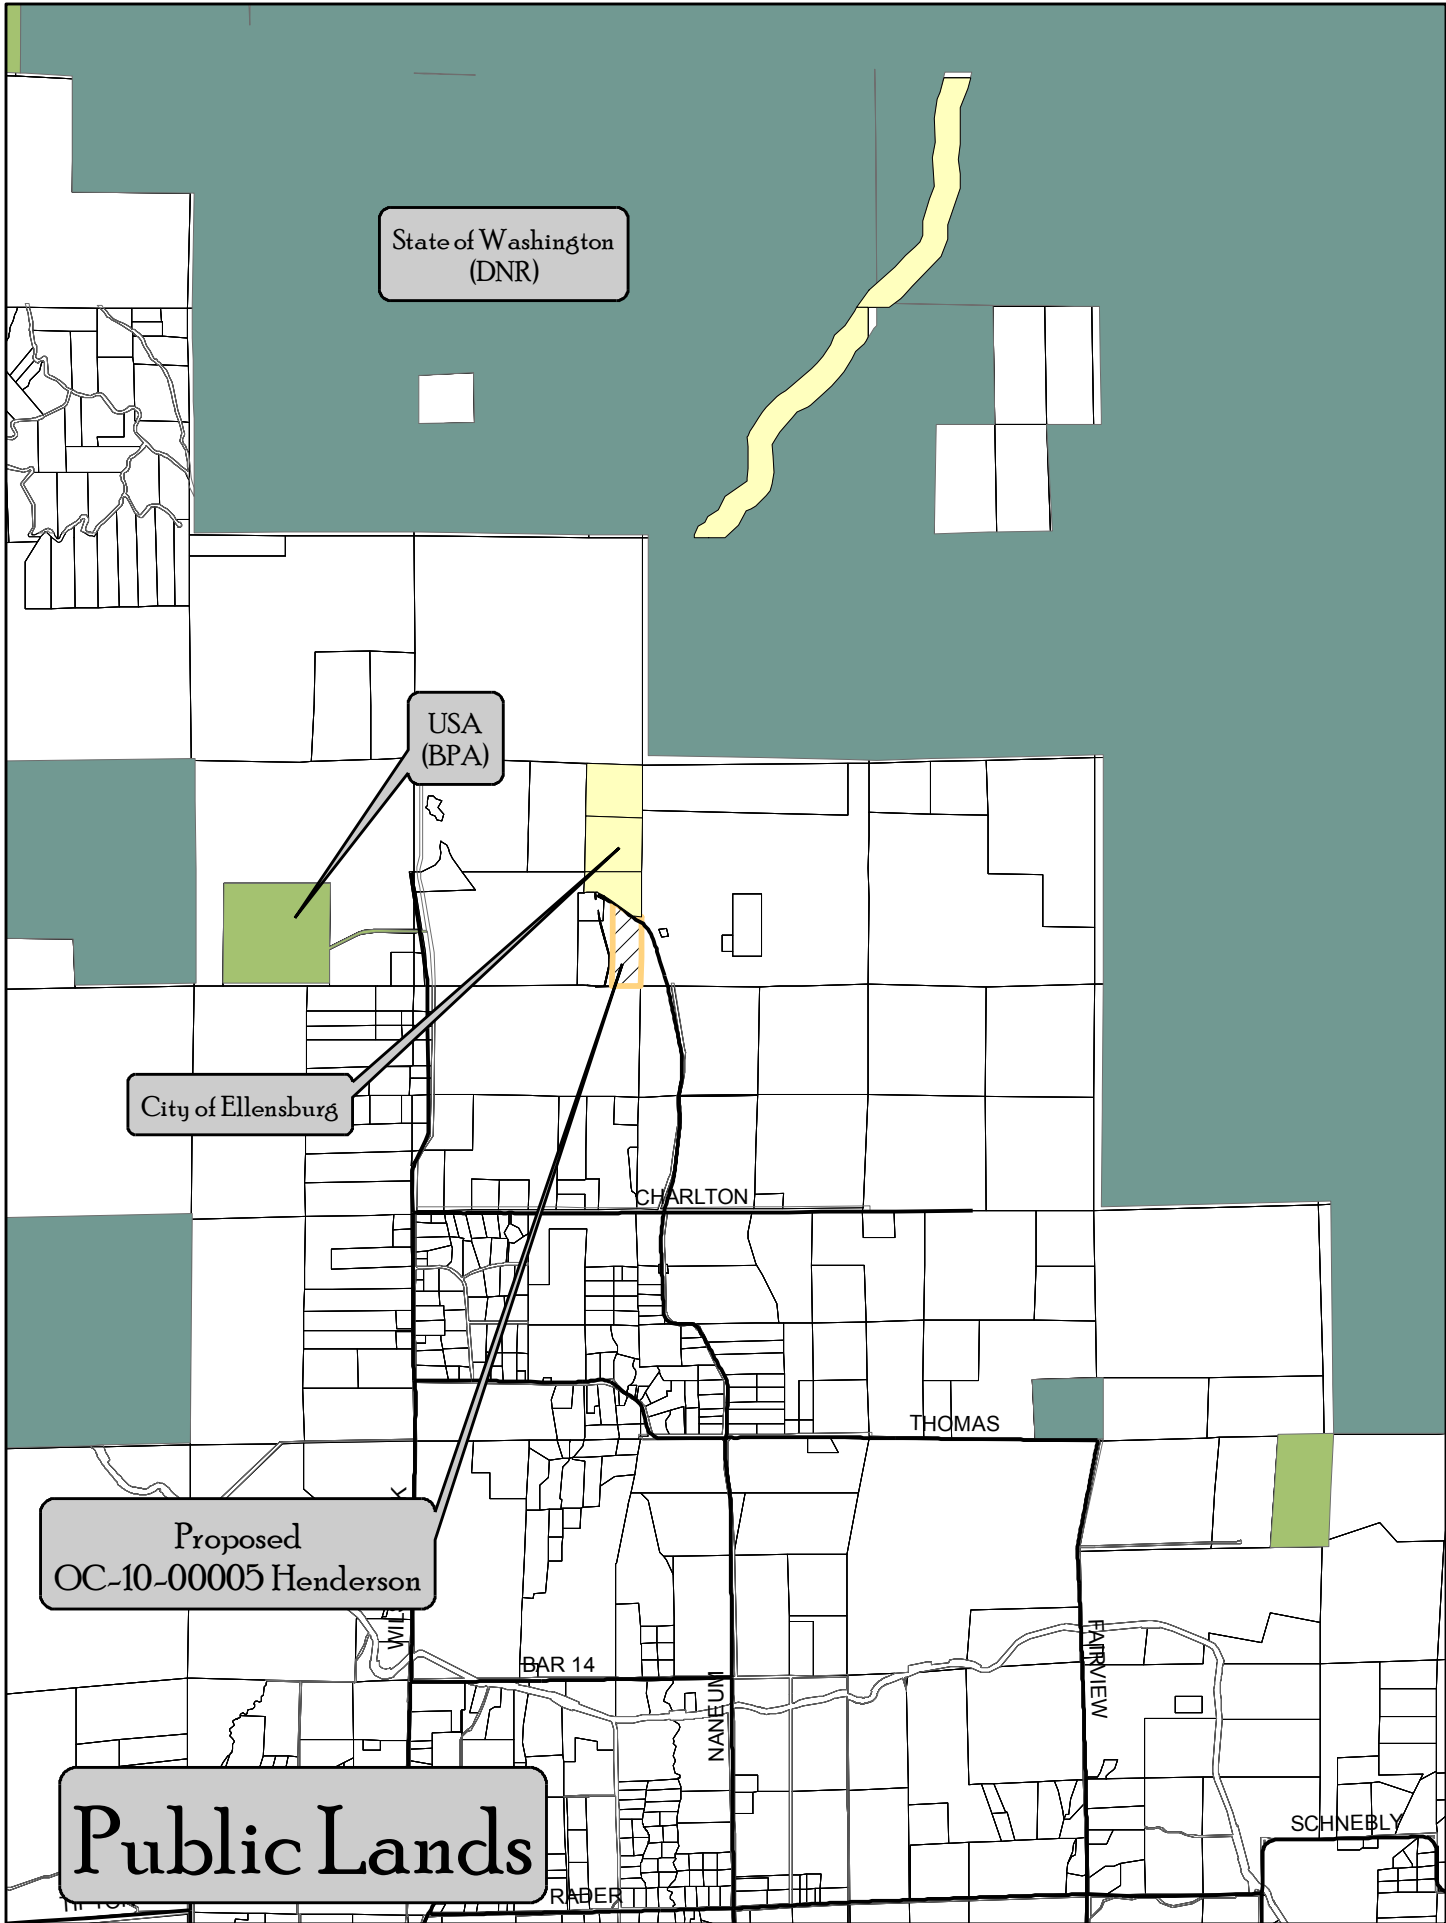 State of Washington
(DNR)
USA
(BPA)
City of Ellensburg
CHARLTON
THOMAS
Proposed
OC-10-00005 Henderson
BAR 14
NANEUM
FAIRVIEW
Public Lands
SCHNEBLY
RADER